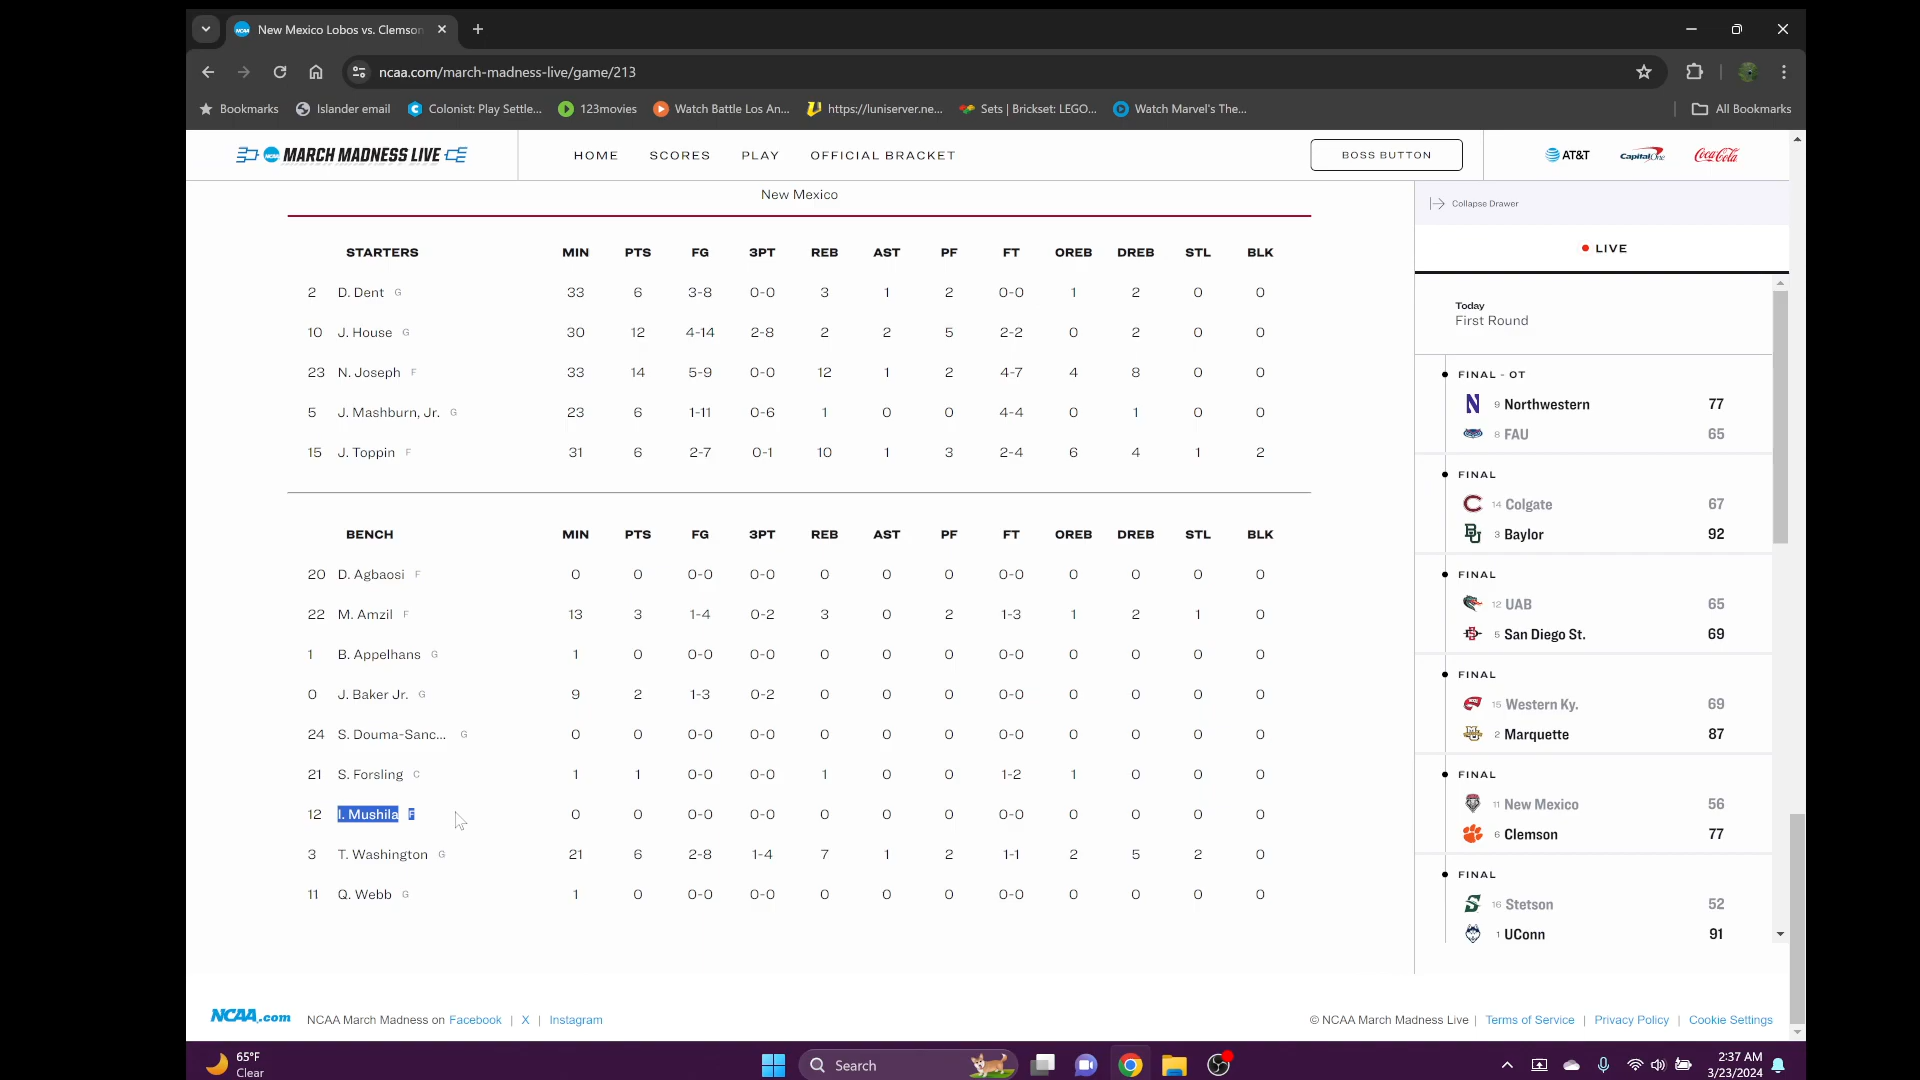 New Mexico Lobos vs. Clemson
ncaa.com/march-madness-live/game/213
Bookmarks Islander email Colonist: Play Settle... 123movies Watch Battle Los An... https://luniserver.ne... Sets | Brickset: LEGO... Watch Marvel's The... All Bookmarks
MARCH MADNESS LIVE HOME SCORES PLAY OFFICIAL BRACKET BOSS BUTTON AT&T Capital One Coca-Cola
New Mexico
STARTERS MIN PTS FG 3PT REB AST PF FT OREB DREB STL BLK
2 D. Dent G 33 6 3-8 0-0 3 1 2 0-0 1 2 0 0
10 J. House G 30 12 4-14 2-8 2 2 5 2-2 0 2 0 0
23 N. Joseph F 33 14 5-9 0-0 12 1 2 4-7 4 8 0 0
5 J. Mashburn, Jr. G 23 6 1-11 0-6 1 0 0 4-4 0 1 0 0
15 J. Toppin F 31 6 2-7 0-1 10 1 3 2-4 6 4 1 2
BENCH MIN PTS FG 3PT REB AST PF FT OREB DREB STL BLK
20 D. Agbaosi F 0 0 0-0 0-0 0 0 0 0-0 0 0 0 0
22 M. Amzil F 13 3 1-4 0-2 3 0 2 1-3 1 2 1 0
1 B. Appelhans G 1 0 0-0 0-0 0 0 0 0-0 0 0 0 0
0 J. Baker Jr. G 9 2 1-3 0-2 0 0 0 0-0 0 0 0 0
24 S. Douma-Sanc... G 0 0 0-0 0-0 0 0 0 0-0 0 0 0 0
21 S. Forsling C 1 1 0-0 0-0 1 0 0 1-2 1 0 0 0
12 I. Mushila F 0 0 0-0 0-0 0 0 0 0-0 0 0 0 0
3 T. Washington G 21 6 2-8 1-4 7 1 2 1-1 2 5 2 0
11 Q. Webb G 1 0 0-0 0-0 0 0 0 0-0 0 0 0 0
Collapse Drawer
LIVE
Today
First Round
FINAL - OT
N 9 Northwestern 77
8 FAU 65
FINAL
C 14 Colgate 67
BU 3 Baylor 92
FINAL
12 UAB 65
SD 5 San Diego St. 69
FINAL
15 Western Ky. 69
MU 2 Marquette 87
FINAL
11 New Mexico 56
6 Clemson 77
FINAL
S 16 Stetson 52
1 UConn 91
NCAA.com NCAA March Madness on Facebook | X | Instagram
© NCAA March Madness Live | Terms of Service | Privacy Policy | Cookie Settings
65°F
Clear
Search
2:37 AM
3/23/2024